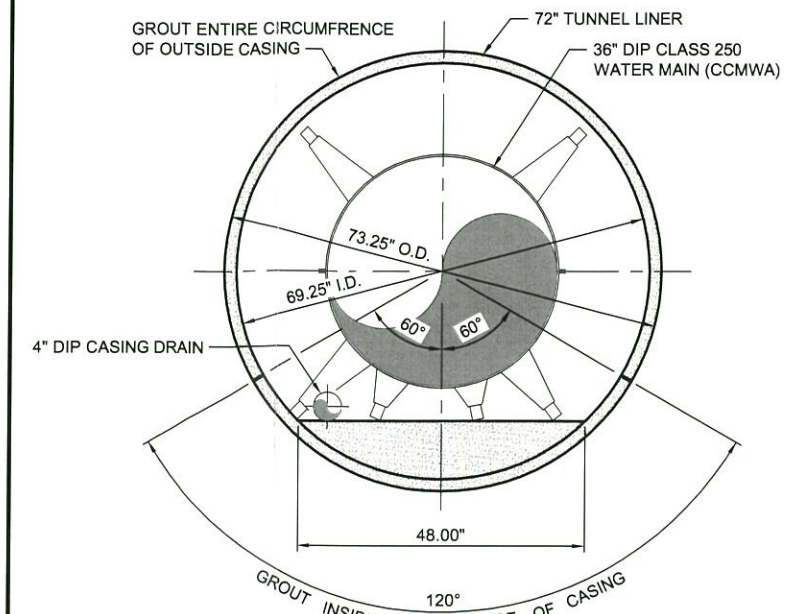 GROUT ENTIRE CIRCUMFRENCE
OF OUTSIDE CASING
72" TUNNEL LINER
36" DIP CLASS 250
WATER MAIN (CCMWA)
73.25" O.D.
69.25" I.D.
60°
60°
4" DIP CASING DRAIN
48.00"
120°
GROUT OF CASING